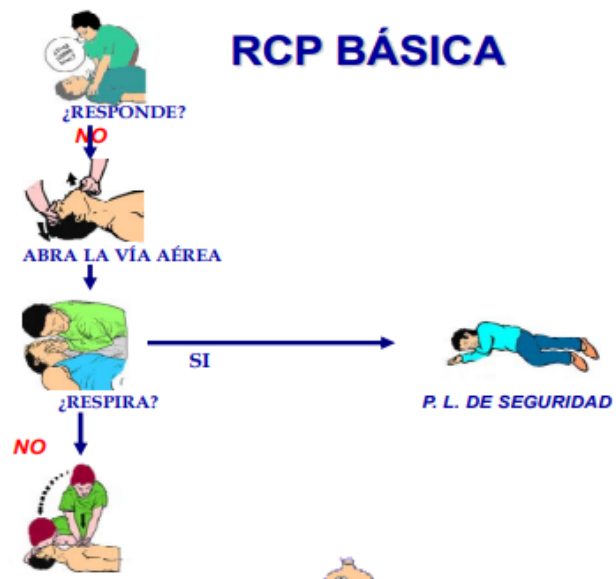 RCP BÁSICA
¿RESPONDE?
NO
ABRA LA VÍA AÉREA
SI
¿RESPIRA?
P. L. DE SEGURIDAD
NO